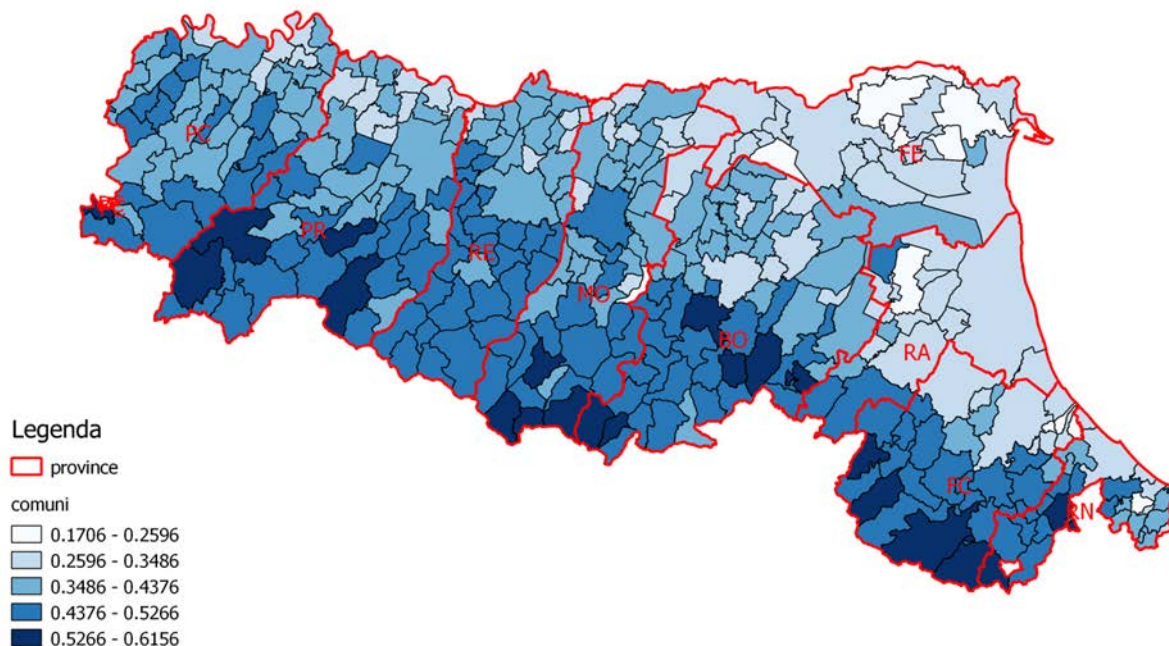 PC
FE
PR
RE
MO
BO
RA
FC
RN
Legenda
province
comuni
0.1706 - 0.2596
0.2596 - 0.3486
0.3486 - 0.4376
0.4376 - 0.5266
0.5266 - 0.6156